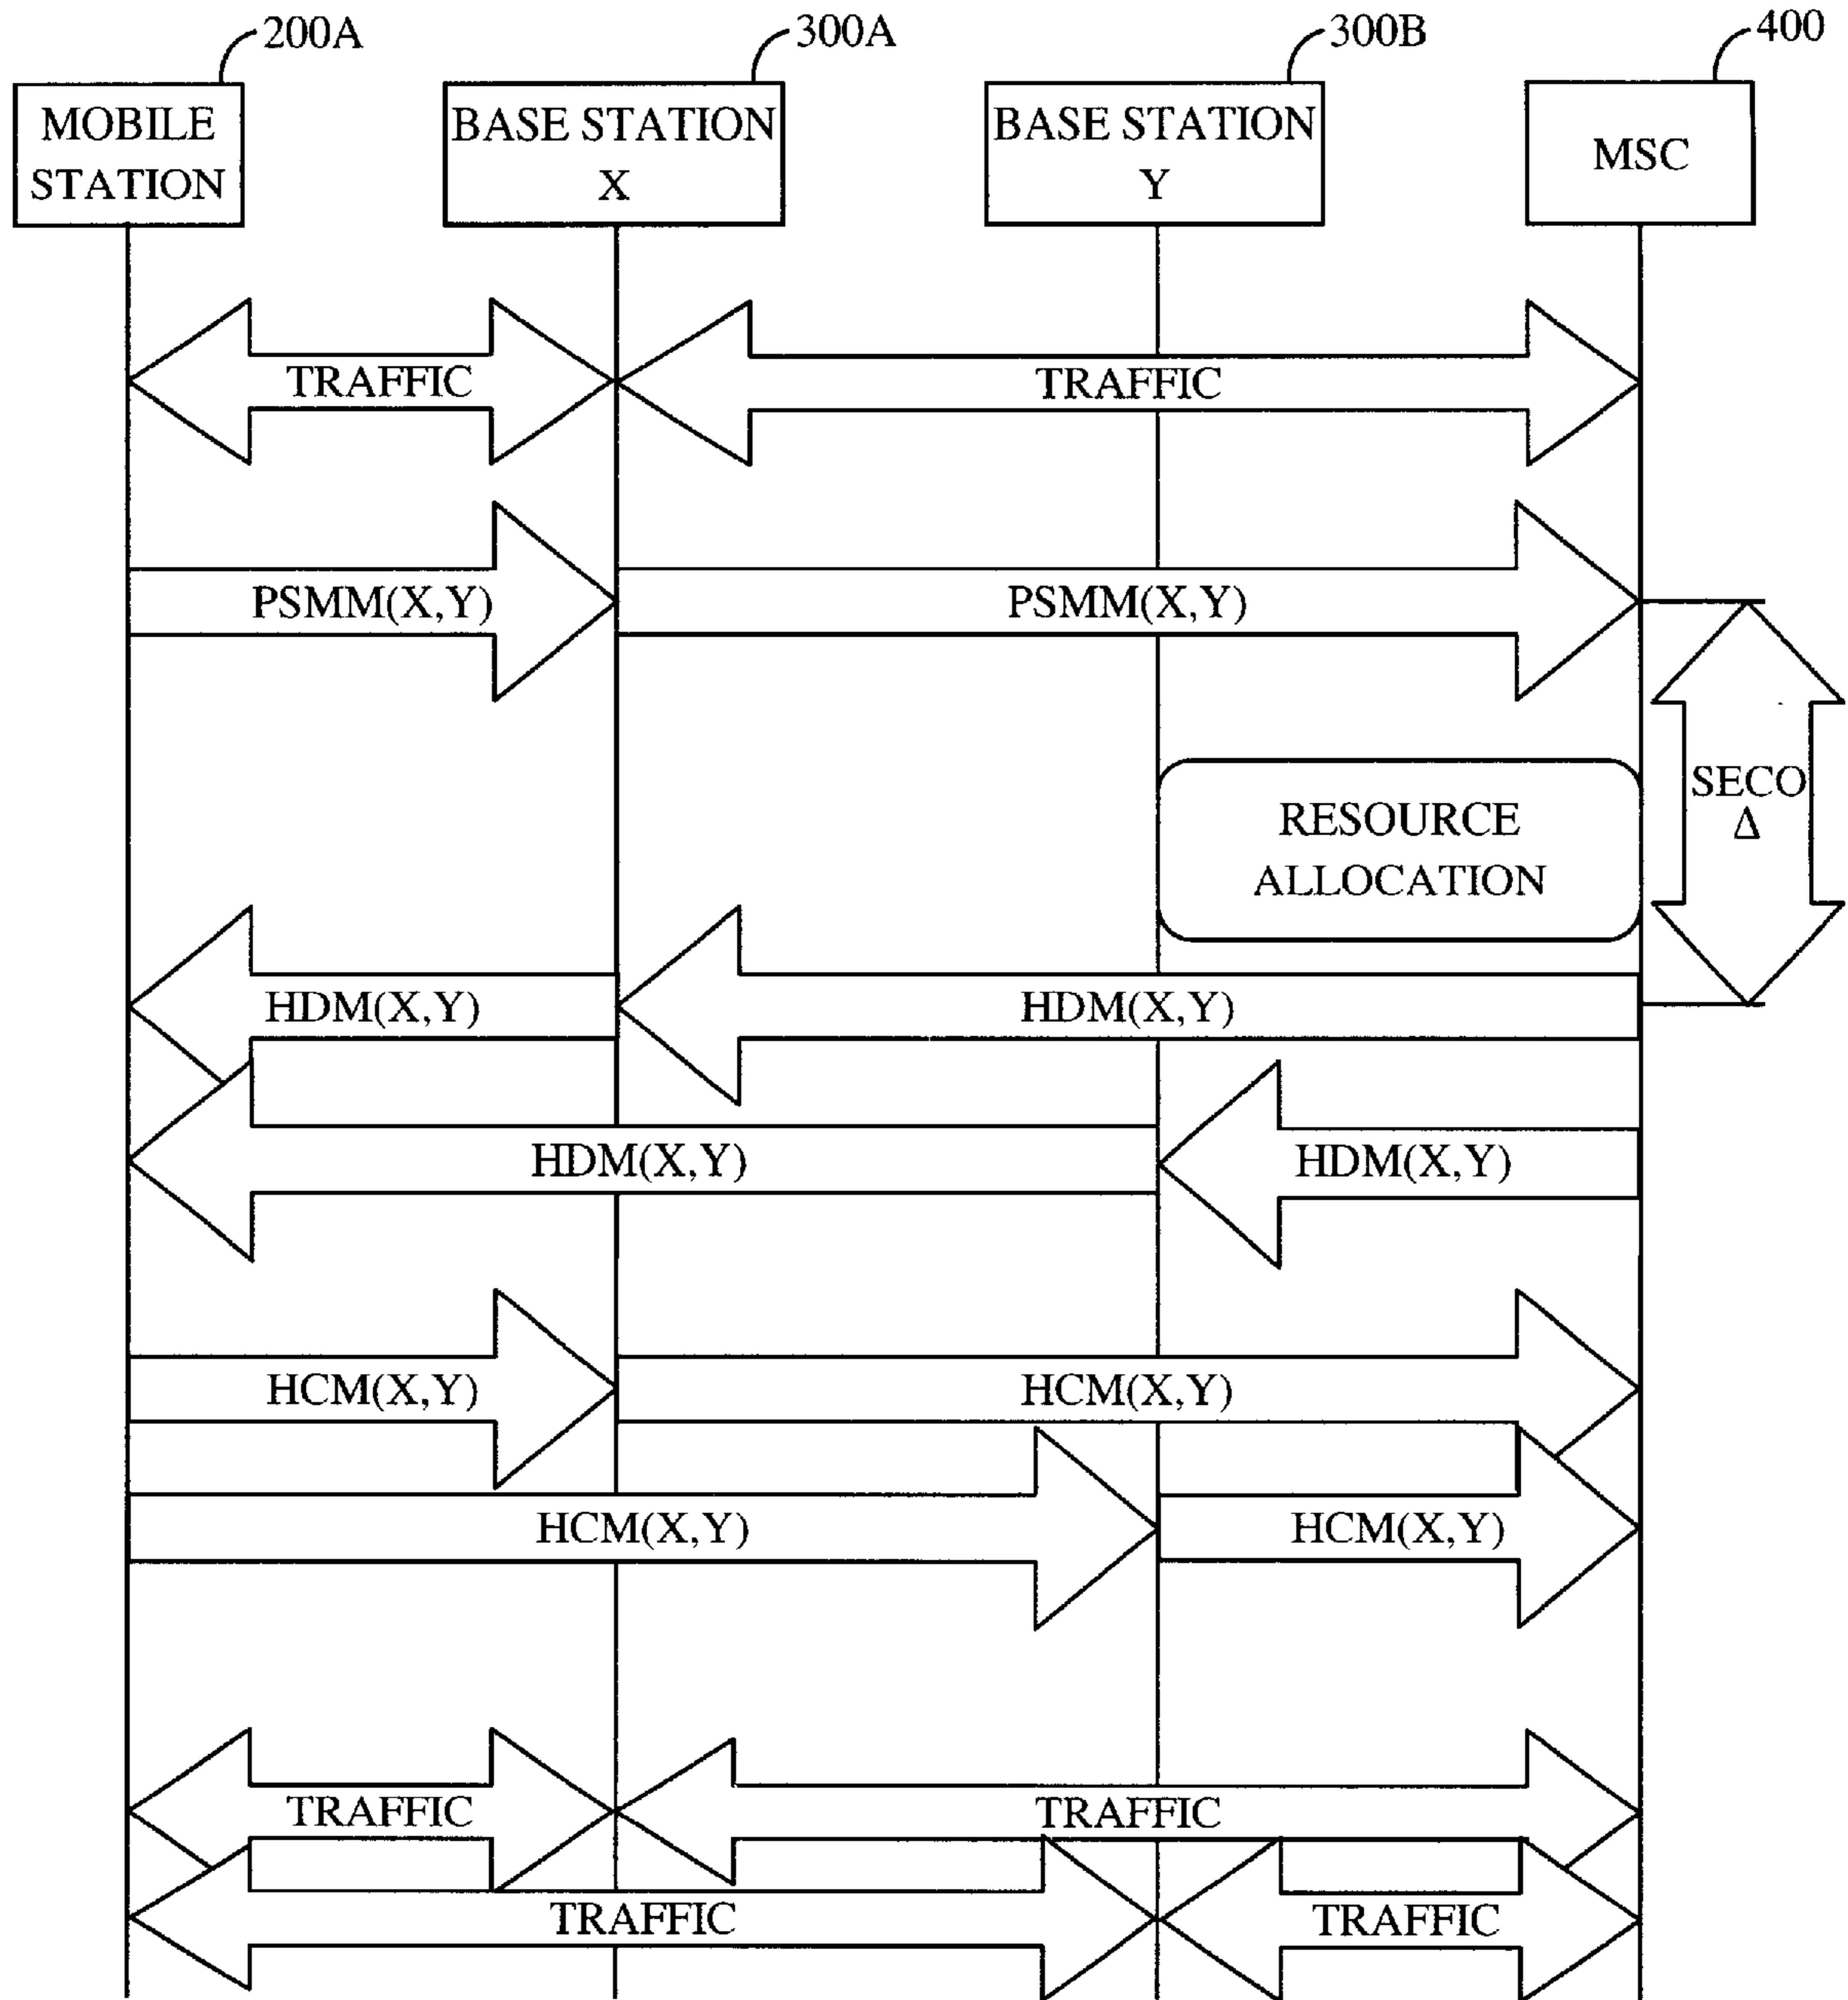 200A
300A
300B
400
MOBILE
STATION
BASE STATION
X
BASE STATION
Y
MSC
TRAFFIC
TRAFFIC
PSMM(X,Y)
PSMM(X,Y)
SECO
Δ
RESOURCE
ALLOCATION
HDM(X,Y)
HDM(X,Y)
HDM(X,Y)
HDM(X,Y)
HCM(X,Y)
HCM(X,Y)
HCM(X,Y)
HCM(X,Y)
TRAFFIC
TRAFFIC
TRAFFIC
TRAFFIC